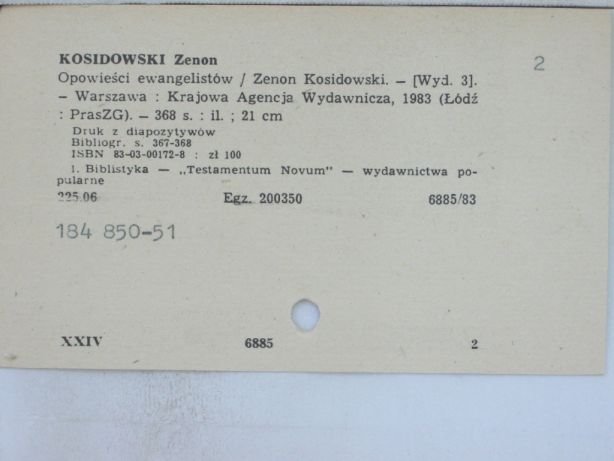 KOSIDOWSKI Zenon
2
Opowieści ewangelistów / Zenon Kosidowski. — [Wyd. 3].
— Warszawa : Krajowa Agencja Wydawnicza, 1983 (Łódź
: PrasZG). — 368 s. : il. ; 21 cm
Druk z diapozytywów
Bibliogr. s. 367-368
ISBN 83-03-00172-8 : zł 100
1. Biblistyka — „Testamentum Novum" — wydawnictwa po-
pularne
225.06 Egz. 200350 6885/83
184 850-51
XXIV 6885 2